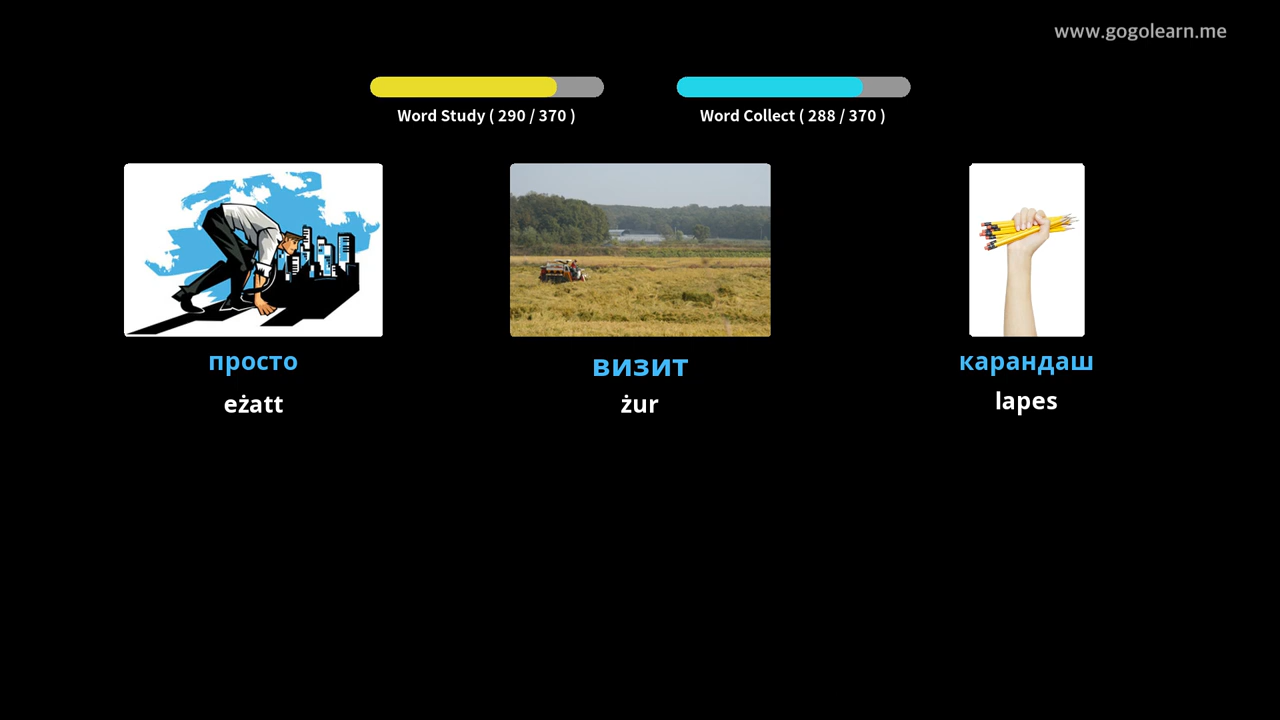 www.gogolearn.me
Word Study ( 290 / 370 )
Word Collect ( 288 / 370 )
просто
визит
карандаш
eżatt
żur
lapes